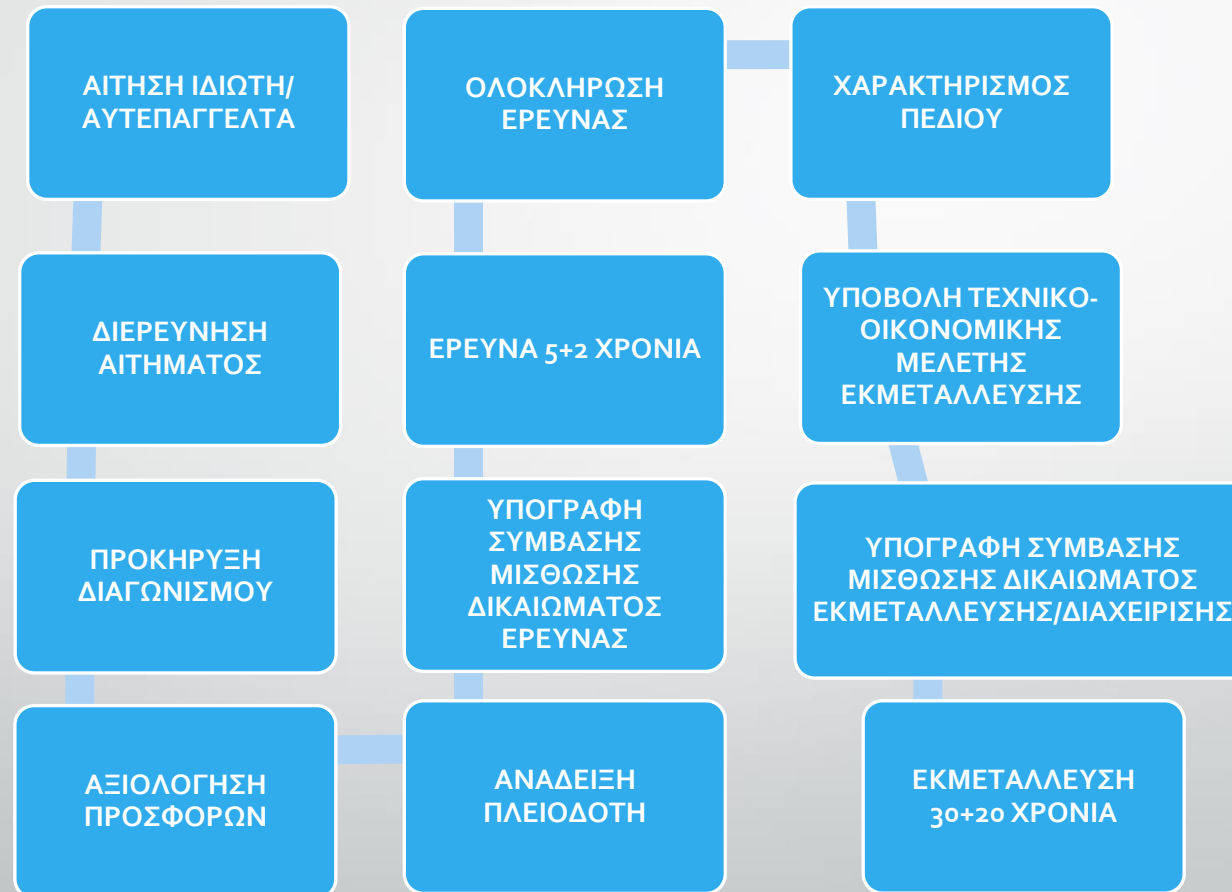 ΑΙΤΗΣΗ ΙΔΙΩΤΗ/
ΑΥΤΕΠΑΓΓΕΛΤΑ
ΔΙΕΡΕΥΝΗΣΗ
ΑΙΤΗΜΑΤΟΣ
ΠΡΟΚΗΡΥΞΗ
ΔΙΑΓΩΝΙΣΜΟΥ
ΑΞΙΟΛΟΓΗΣΗ
ΠΡΟΣΦΟΡΩΝ
ΑΝΑΔΕΙΞΗ
ΠΛΕΙΟΔΟΤΗ
ΥΠΟΓΡΑΦΗ
ΣΥΜΒΑΣΗΣ
ΜΙΣΘΩΣΗΣ
ΔΙΚΑΙΩΜΑΤΟΣ
ΕΡΕΥΝΑΣ
ΕΡΕΥΝΑ 5+2 ΧΡΟΝΙΑ
ΟΛΟΚΛΗΡΩΣΗ
ΕΡΕΥΝΑΣ
ΧΑΡΑΚΤΗΡΙΣΜΟΣ
ΠΕΔΙΟΥ
ΥΠΟΒΟΛΗ ΤΕΧΝΙΚΟ-
ΟΙΚΟΝΟΜΙΚΗΣ
ΜΕΛΕΤΗΣ
ΕΚΜΕΤΑΛΛΕΥΣΗΣ
ΥΠΟΓΡΑΦΗ ΣΥΜΒΑΣΗΣ
ΜΙΣΘΩΣΗΣ ΔΙΚΑΙΩΜΑΤΟΣ
ΕΚΜΕΤΑΛΛΕΥΣΗΣ/ΔΙΑΧΕΙΡΙΣΗΣ
ΕΚΜΕΤΑΛΛΕΥΣΗ
30+20 ΧΡΟΝΙΑ